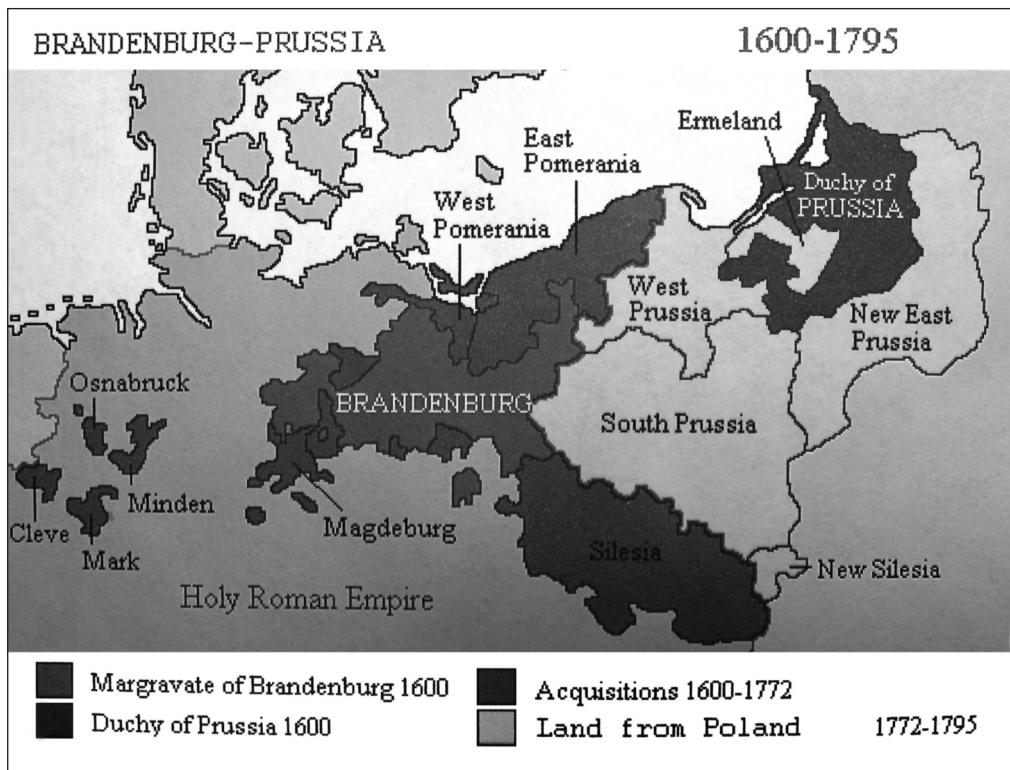 BRANDENBURG-PRUSSIA
1600-1795
Ermeland
East
Pomerania
West
Pomerania
Duchy of
PRUSSIA
West
Prussia
New East
Prussia
Osnabruck
BRANDENBURG
South Prussia
Minden
Cleve
Mark
Magdeburg
Silesia
New Silesia
Holy Roman Empire
Margravate of Brandenburg 1600
Duchy of Prussia 1600
Acquisitions 1600-1772
Land from Poland 1772-1795